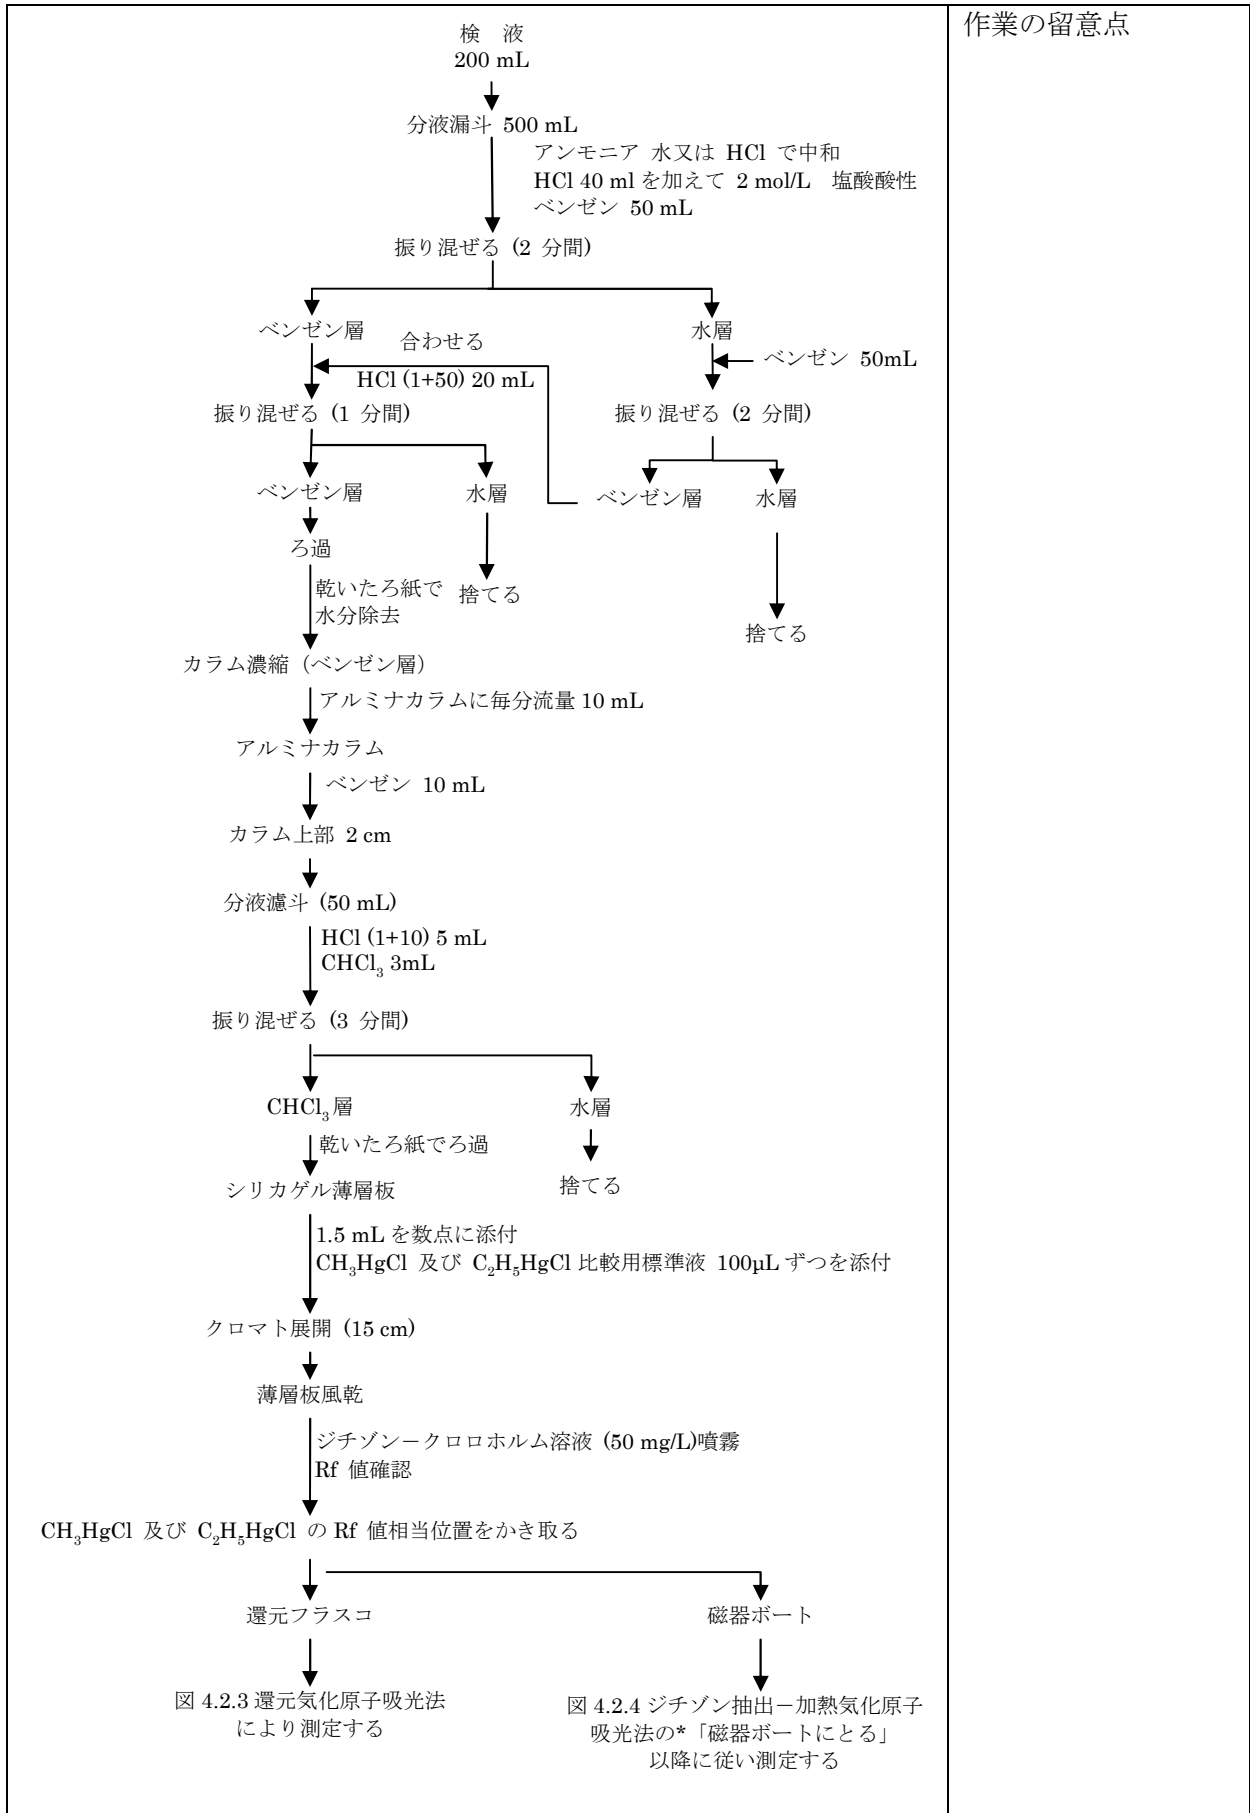 作業の留意点
検　液
200 mL
分液漏斗 500 mL
アンモニア 水又は HCl で中和
HCl 40 ml を加えて 2 mol/L　塩酸酸性
ベンゼン 50 mL
振り混ぜる (2 分間)
ベンゼン層
水層
合わせる
ベンゼン 50mL
HCl (1+50) 20 mL
振り混ぜる (1 分間)
振り混ぜる (2 分間)
ベンゼン層
水層
ベンゼン層
水層
ろ過
乾いたろ紙で
水分除去
捨てる
捨てる
カラム濃縮（ベンゼン層）
アルミナカラムに毎分流量 10 mL
アルミナカラム
ベンゼン 10 mL
カラム上部 2 cm
分液濾斗 (50 mL)
HCl (1+10) 5 mL
CHCl₃ 3mL
振り混ぜる (3 分間)
CHCl₃層
水層
乾いたろ紙でろ過
シリカゲル薄層板
捨てる
1.5 mL を数点に添付
CH₃HgCl 及び C₂H₅HgCl 比較用標準液 100μL ずつを添付
クロマト展開 (15 cm)
薄層板風乾
ジチゾン－クロロホルム溶液 (50 mg/L)噴霧
Rf 値確認
CH₃HgCl 及び C₂H₅HgCl の Rf 値相当位置をかき取る
還元フラスコ
磁器ボート
図 4.2.3 還元気化原子吸光法
により測定する
図 4.2.4 ジチゾン抽出－加熱気化原子
吸光法の*「磁器ボートにとる」
以降に従い測定する